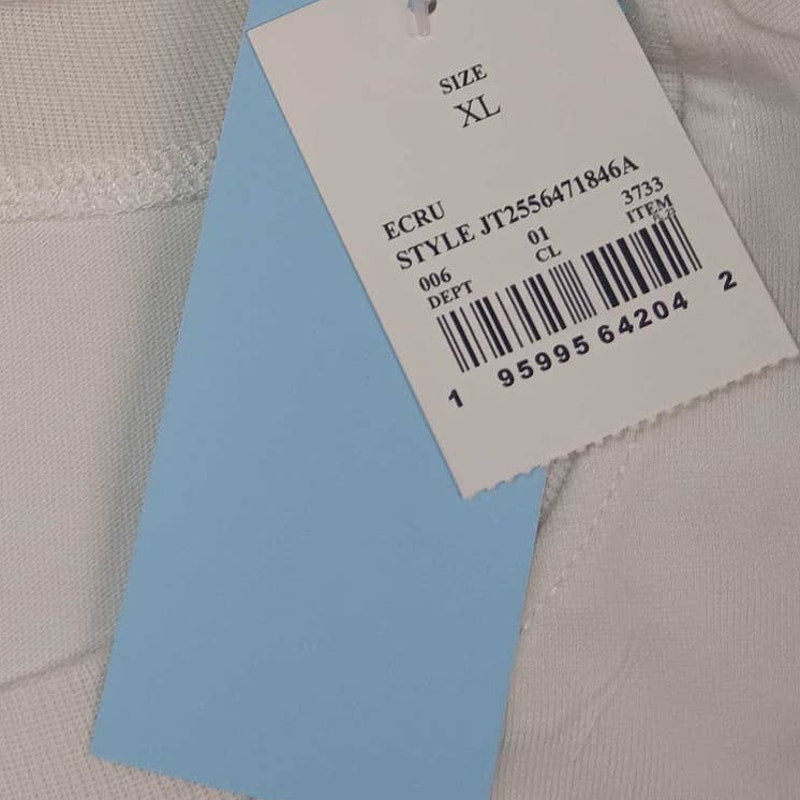 SIZE
XL
ECRU
STYLE JT2556471846A
006 01 3733
DEPT CL ITEM
1 95995 64204 2